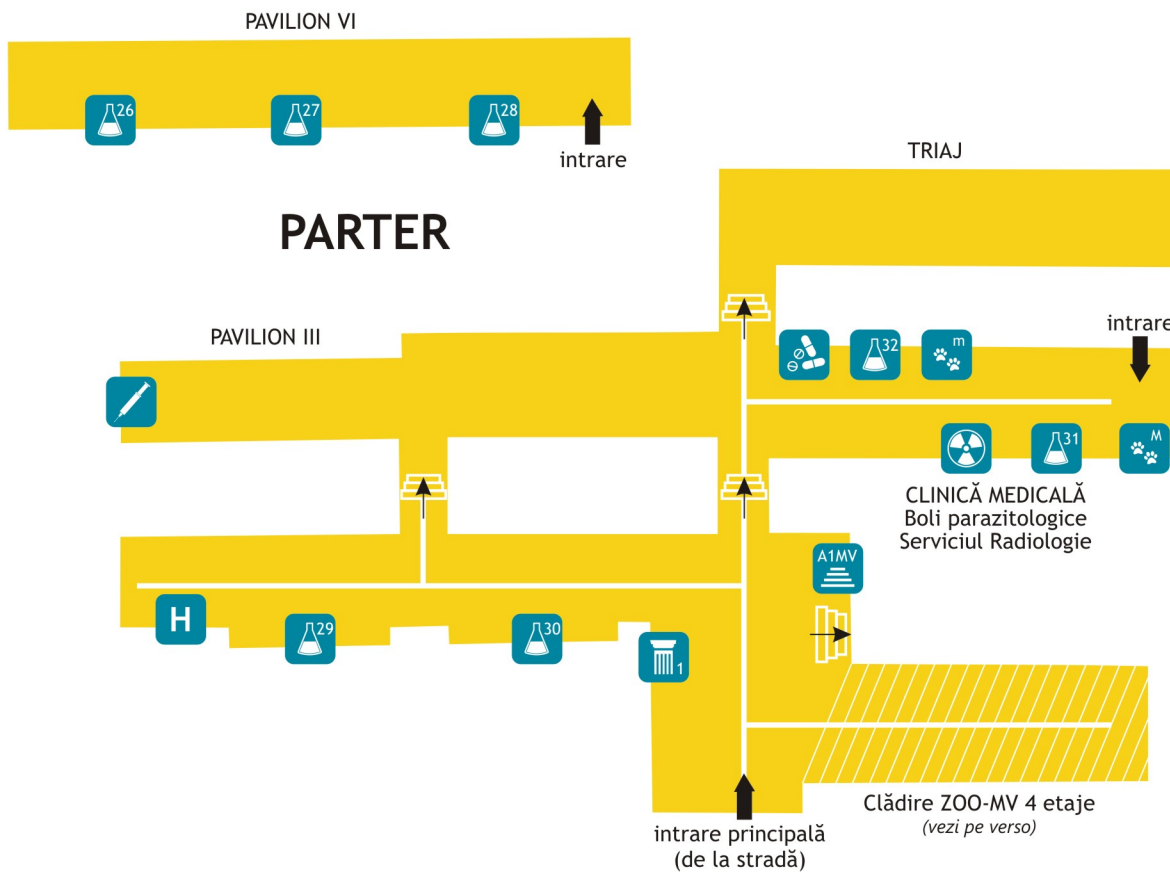 PAVILION VI
26
27
28
intrare
TRIAJ
PARTER
PAVILION III
intrare
32
m
31
M
CLINICĂ MEDICALĂ
Boli parazitologice
Serviciul Radiologie
A1MV
H
29
30
1
Clădire ZOO-MV 4 etaje
(vezi pe verso)
intrare principală
(de la stradă)